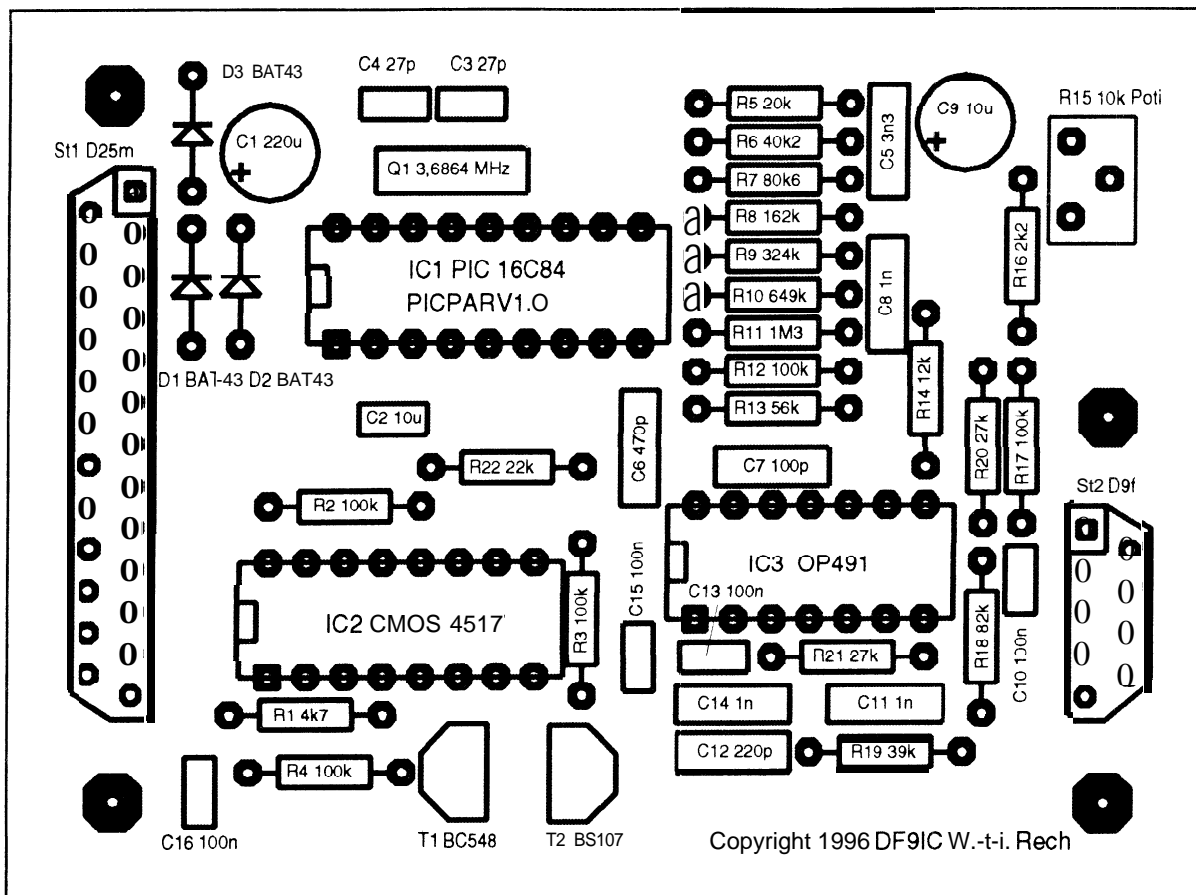 D3 BAT43
C4 27p
C3 27p
R15 10k Poti
St1 D25m
C1 220u
+
Q1 3,6864 MHz
R5 20k
R6 40k2
R7 80k6
R8 162k
R9 324k
R10 649k
R11 1M3
R12 100k
R13 56k
C5 3n3
C9 10u
+
R16 2k2
C8 1n
R14 12k
IC1 PIC 16C84
PICPARV1.O
D1 BAT-43 D2 BAT43
C2 10u
R22 22k
R2 100k
C6 470p
C7 100p
R20 27k
R17 100k
St2 D9f
IC2 CMOS 4517
R3 100k
C15 100n
IC3 OP491
C13 100n
R21 27k
R18 82k
C10 100n
R1 4k7
C14 1n
C11 1n
R4 100k
C12 220p
R19 39k
C16 100n
T1 BC548
T2 BS107
Copyright 1996 DF9IC W.-t-i. Rech